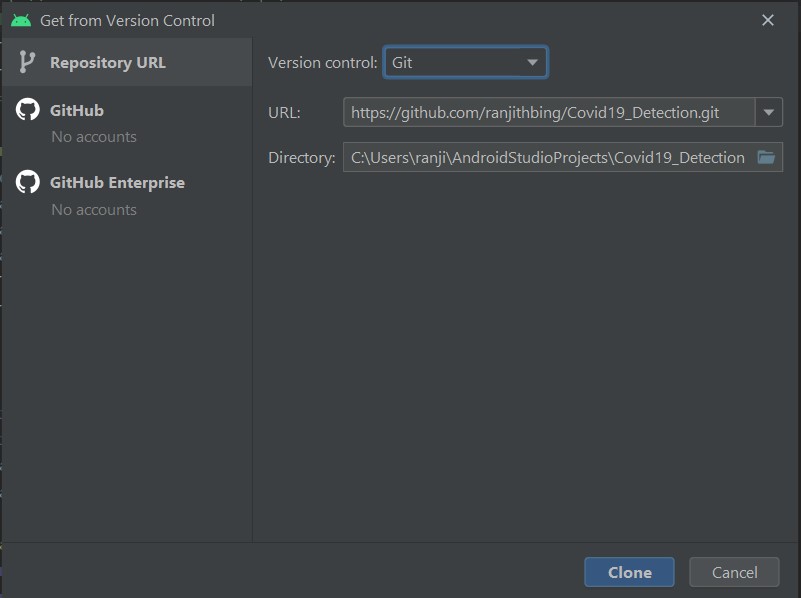 Get from Version Control
Repository URL
GitHub
No accounts
GitHub Enterprise
No accounts
Version control: Git
URL: https://github.com/ranjithbing/Covid19_Detection.git
Directory: C:\Users\ranji\AndroidStudioProjects\Covid19_Detection
Clone Cancel